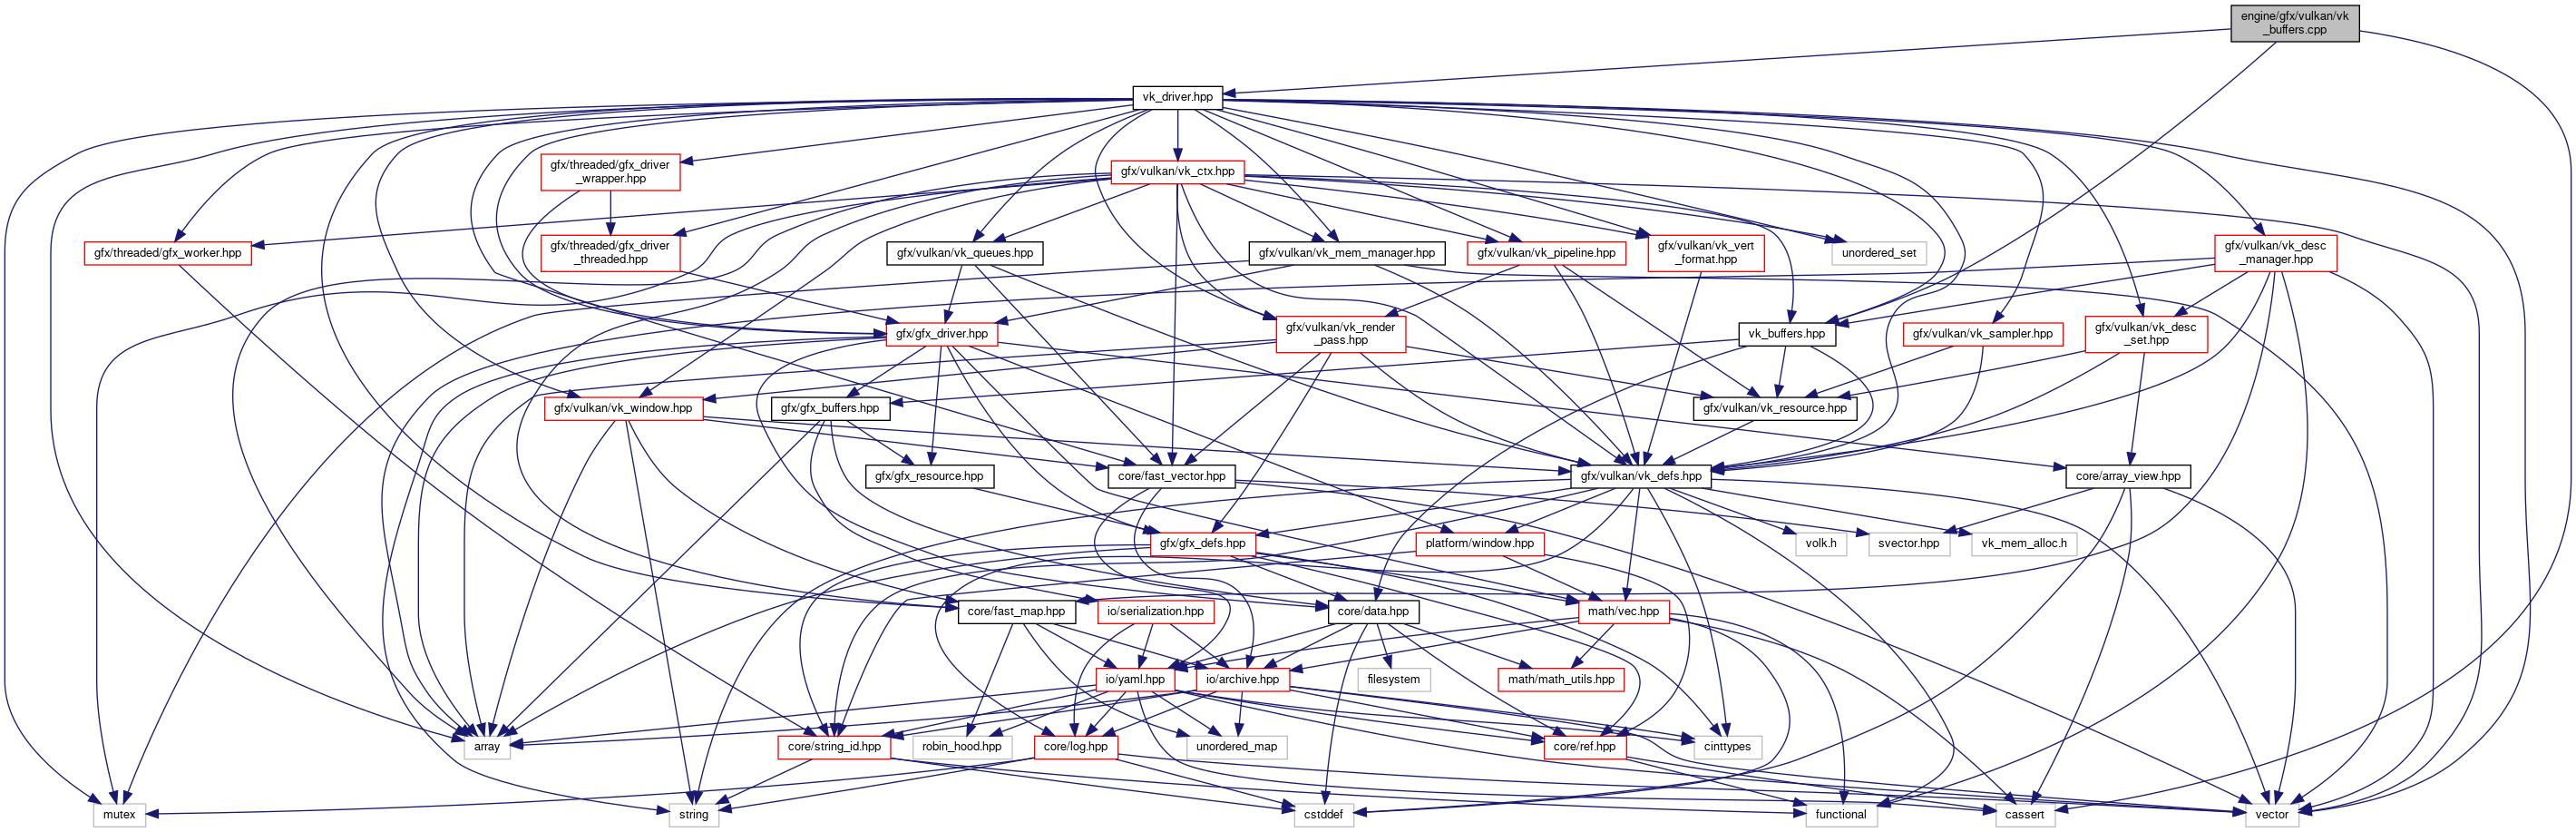 engine/gfx/vulkan/vk
_buffers.cpp
vk_driver.hpp
gfx/threaded/gfx_driver
_wrapper.hpp
gfx/vulkan/vk_ctx.hpp
gfx/threaded/gfx_worker.hpp
gfx/threaded/gfx_driver
_threaded.hpp
gfx/vulkan/vk_queues.hpp
gfx/vulkan/vk_mem_manager.hpp
gfx/vulkan/vk_pipeline.hpp
gfx/vulkan/vk_vert
_format.hpp
unordered_set
gfx/vulkan/vk_desc
_manager.hpp
gfx/gfx_driver.hpp
gfx/vulkan/vk_render
_pass.hpp
vk_buffers.hpp
gfx/vulkan/vk_sampler.hpp
gfx/vulkan/vk_desc
_set.hpp
gfx/vulkan/vk_window.hpp
gfx/gfx_buffers.hpp
gfx/vulkan/vk_resource.hpp
gfx/gfx_resource.hpp
core/fast_vector.hpp
gfx/vulkan/vk_defs.hpp
core/array_view.hpp
gfx/gfx_defs.hpp
platform/window.hpp
volk.h
svector.hpp
vk_mem_alloc.h
core/fast_map.hpp
io/serialization.hpp
core/data.hpp
math/vec.hpp
io/yaml.hpp
io/archive.hpp
filesystem
math/math_utils.hpp
array
core/string_id.hpp
robin_hood.hpp
core/log.hpp
unordered_map
core/ref.hpp
cinttypes
mutex
string
cstddef
functional
cassert
vector